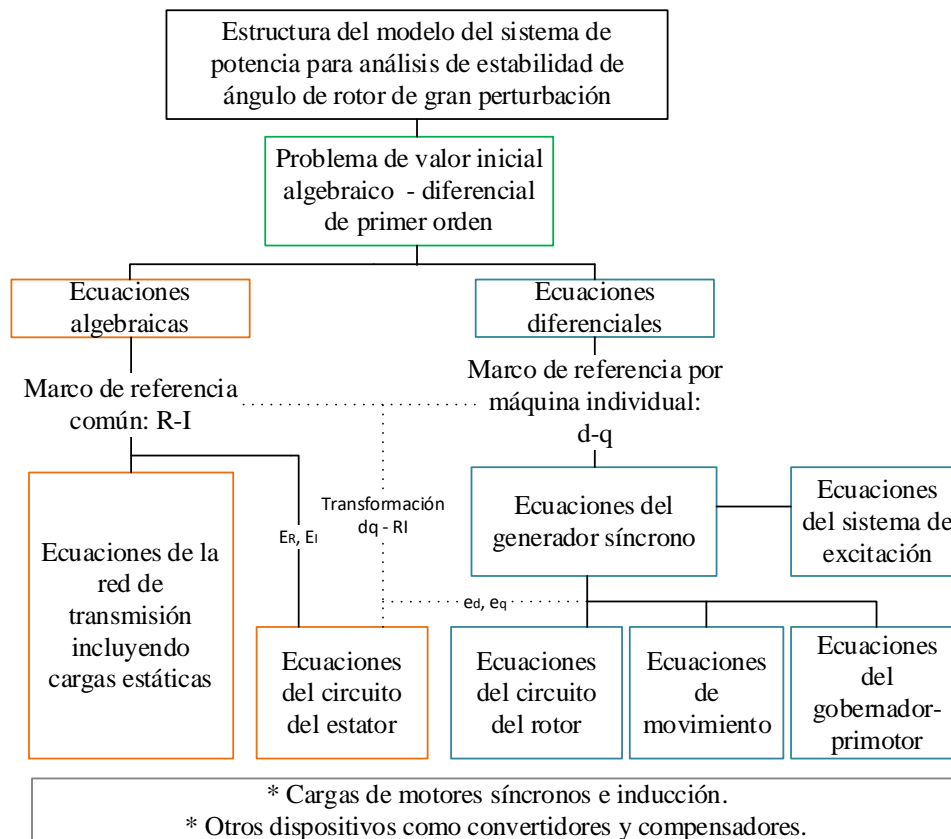 Estructura del modelo del sistema de
potencia para análisis de estabilidad de
ángulo de rotor de gran perturbación
Problema de valor inicial
algebraico - diferencial
de primer orden
Ecuaciones
algebraicas
Ecuaciones
diferenciales
Marco de referencia
común: R-I
Marco de referencia por
máquina individual:
d-q
Ecuaciones de la
red de
transmisión
incluyendo
cargas estáticas
ER, EI
Transformación
dq - RI
Ecuaciones del
generador síncrono
Ecuaciones
del sistema de
excitación
ed, eq
Ecuaciones
del circuito
del estator
Ecuaciones
del circuito
del rotor
Ecuaciones
de
movimiento
Ecuaciones
del
gobernador-
primotor
* Cargas de motores síncronos e inducción.
* Otros dispositivos como convertidores y compensadores.